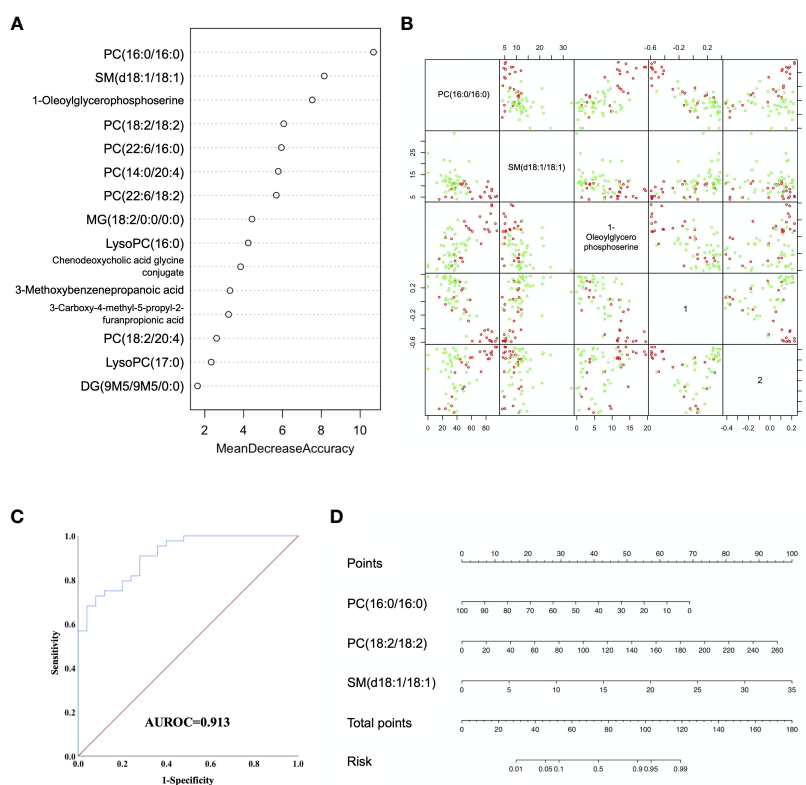 A
PC(16:0/16:0)
SM(d18:1/18:1)
1-Oleoylglycerophosphoserine
PC(18:2/18:2)
PC(22:6/16:0)
PC(14:0/20:4)
PC(22:6/18:2)
MG(18:2/0:0/0:0)
LysoPC(16:0)
Chenodeoxycholic acid glycine
conjugate
3-Methoxybenzenepropanoic acid
3-Carboxy-4-methyl-5-propyl-2-
furanpropionic acid
PC(18:2/20:4)
LysoPC(17:0)
DG(9M5/9M5/0:0)
2 4 6 8 10
MeanDecreaseAccuracy
B
5 10 15 20 30
-0.6 -0.2 0.2
PC(16:0/16:0)
SM(d18:1/18:1)
25
15
5
1-
Oleoylglycero
phosphoserine
0.2
-0.2
-0.6
1
2
0 20 40 60 80
0 5 10 15 20
-0.4 -0.2 0.0 0.2
C
1.0
0.8
0.6
0.4
0.2
0.0
Sensitivity
AUROC=0.913
0.0 0.2 0.4 0.6 0.8 1.0
1-Specificity
D
0 10 20 30 40 50 60 70 80 90 100
Points
PC(16:0/16:0)
100 90 80 70 60 50 40 30 20 10 0
PC(18:2/18:2)
0 20 40 60 80 100 120 140 160 180 200 220 240 260
SM(d18:1/18:1)
0 5 10 15 20 25 30 35
Total points
0 20 40 60 80 100 120 140 160 180
Risk
0.01 0.05 0.1 0.5 0.9 0.95 0.99